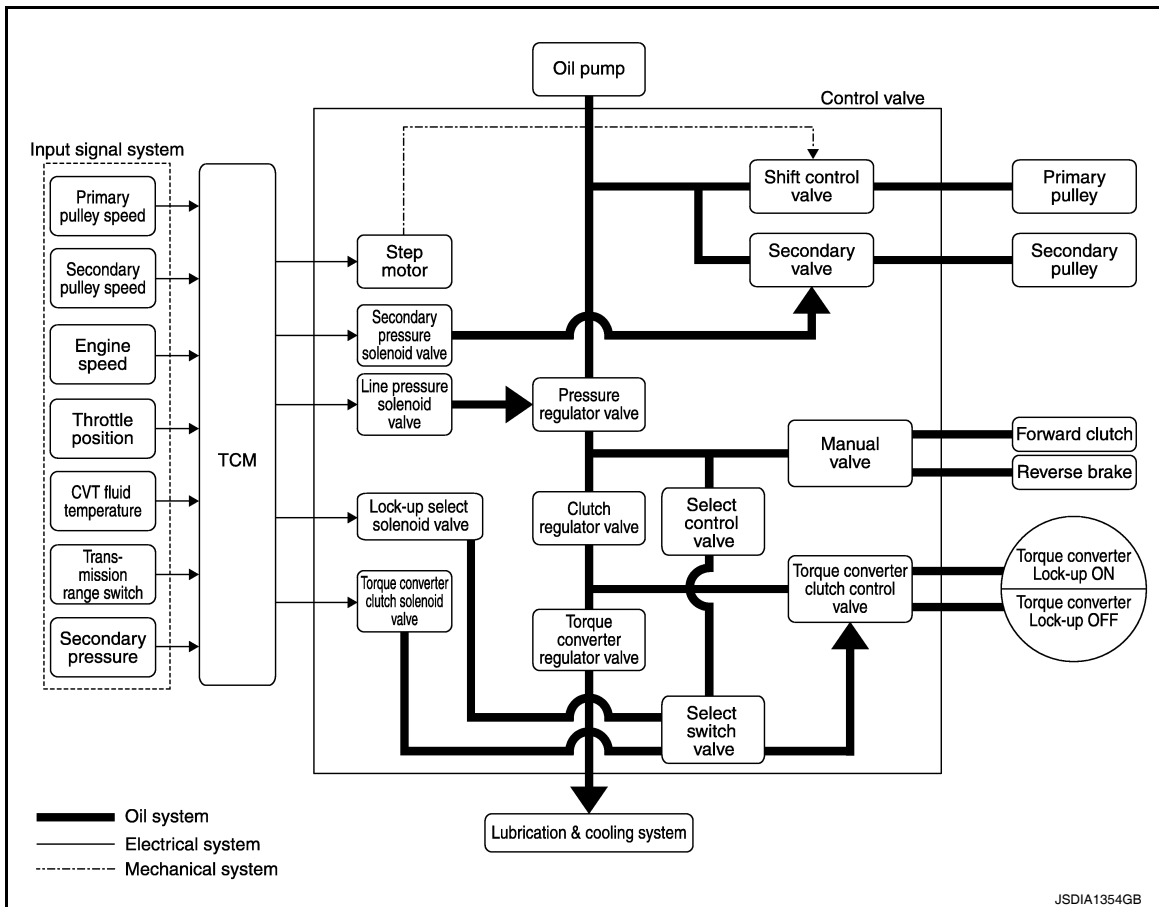 Oil pump
Control valve
Input signal system
Primary
pulley speed
Secondary
pulley speed
Engine
speed
Throttle
position
CVT fluid
temperature
Trans-
mission
range switch
Secondary
pressure
TCM
Step
motor
Secondary
pressure
solenoid valve
Line pressure
solenoid
valve
Lock-up select
solenoid valve
Torque converter
clutch solenoid
valve
Shift control
valve
Secondary
valve
Pressure
regulator valve
Clutch
regulator valve
Torque
converter
regulator valve
Select
control
valve
Select
switch
valve
Manual
valve
Torque converter
clutch control
valve
Primary
pulley
Secondary
pulley
Forward clutch
Reverse brake
Torque converter
Lock-up ON
Torque converter
Lock-up OFF
Lubrication & cooling system
Oil system
Electrical system
Mechanical system
JSDIA1354GB